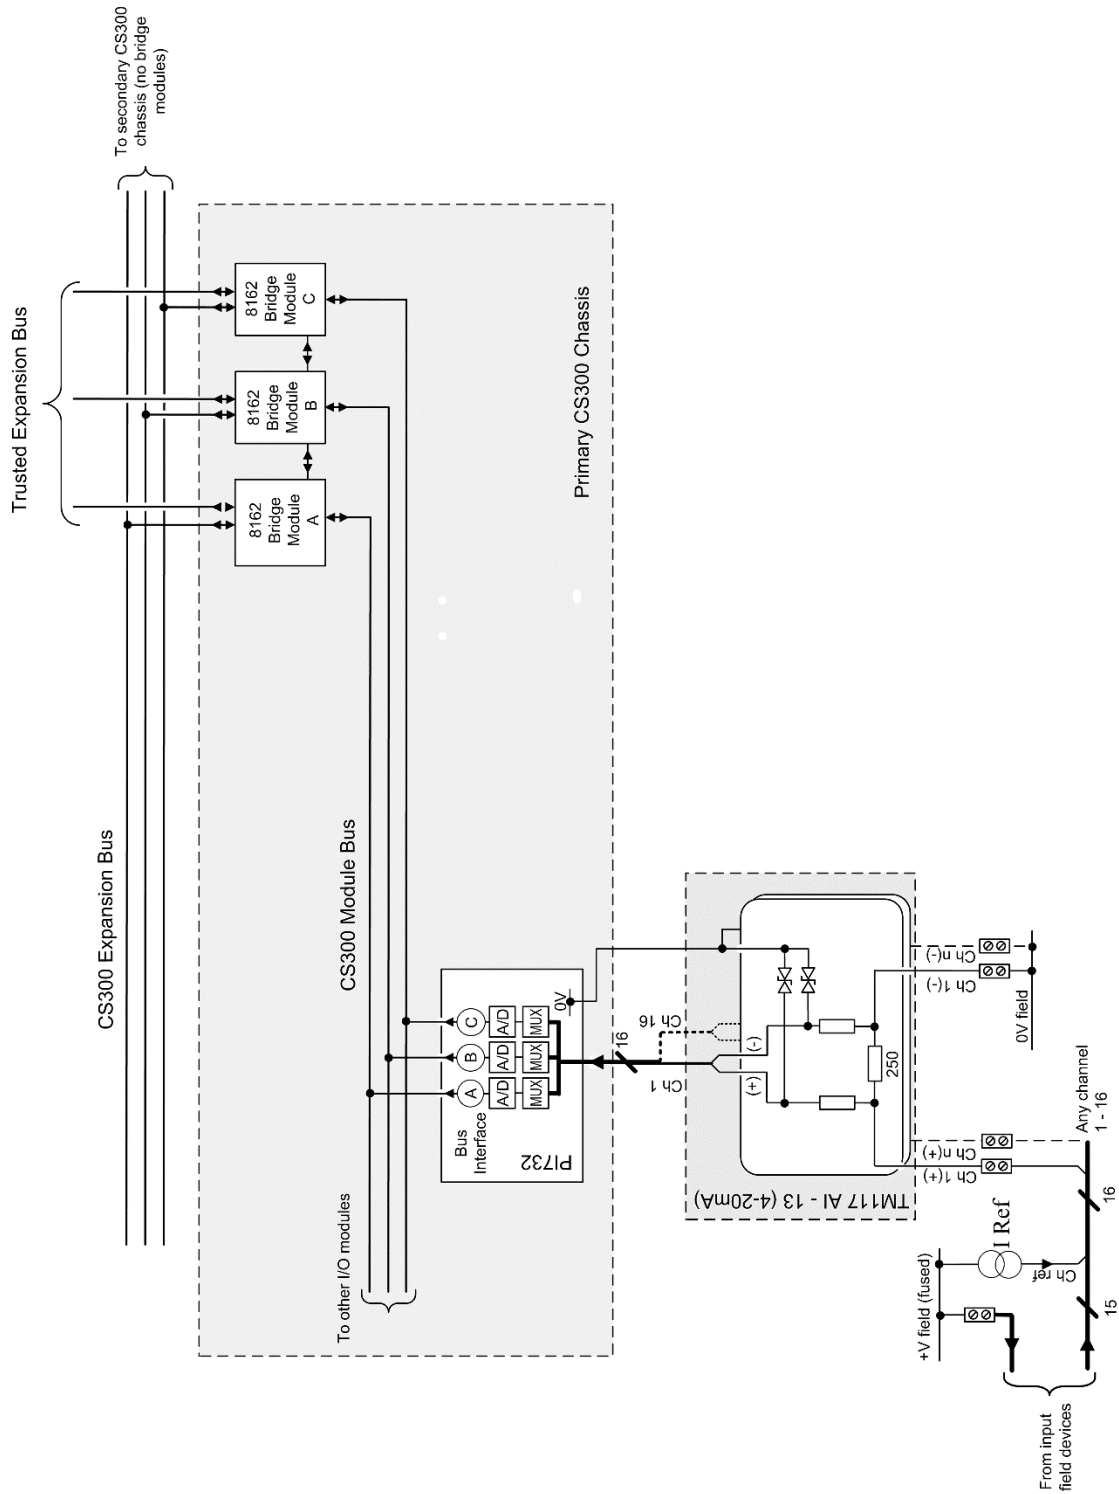 To secondary CS300
chassis (no bridge
modules)
Trusted Expansion Bus
CS300 Expansion Bus
8162
Bridge
Module
A
8162
Bridge
Module
B
8162
Bridge
Module
C
Primary CS300 Chassis
CS300 Module Bus
To other I/O modules
Bus
Interface
A
B
C
A/D
A/D
A/D
MUX
MUX
MUX
0V
PI732
16
Ch 1
Ch 16
(+)
(-)
250
TM117 AI - 13 (4-20mA)
Ch 1(+)
Ch n(+)
Ch 1(-)
Ch n(-)
0V field
Any channel
1 - 16
16
15
+V field (fused)
I Ref
Ch ref
From input
field devices